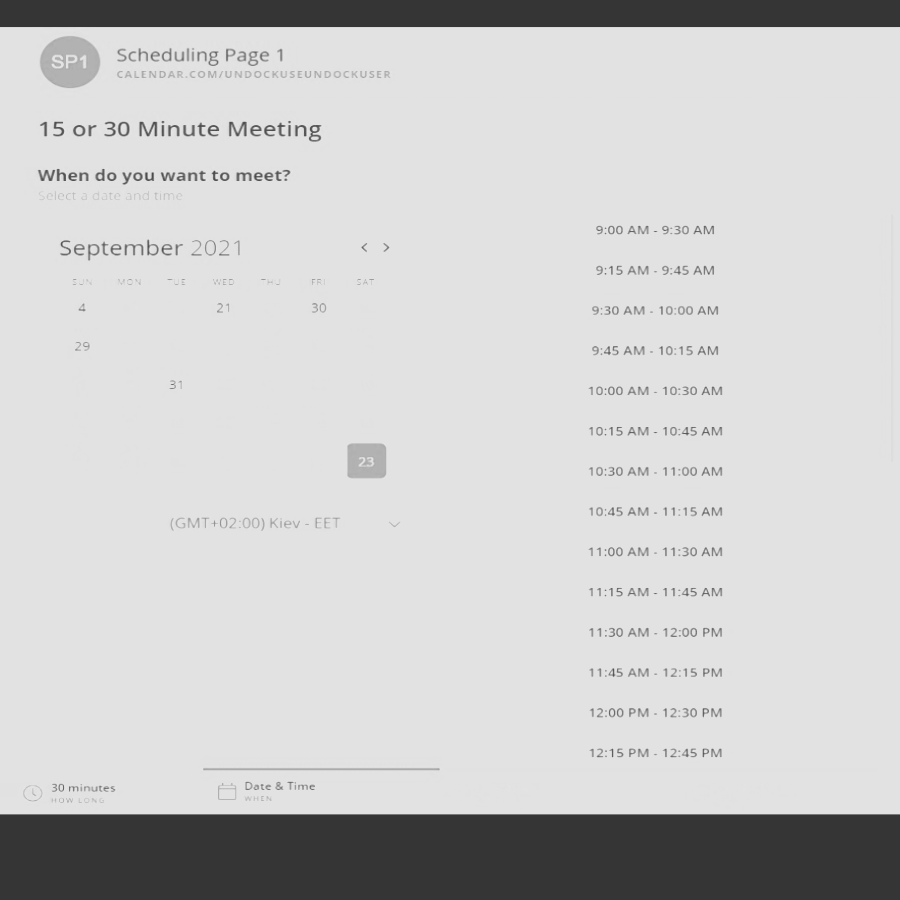 SP1
Scheduling Page 1
CALENDAR.COM/UNDOCKUSEUNDOCKUSER
15 or 30 Minute Meeting
When do you want to meet?
Select a date and time
September 2021 < >
SUN MON TUE WED THU FRI SAT
4 21 30
29
31
23
(GMT+02:00) Kiev - EET
9:00 AM - 9:30 AM
9:15 AM - 9:45 AM
9:30 AM - 10:00 AM
9:45 AM - 10:15 AM
10:00 AM - 10:30 AM
10:15 AM - 10:45 AM
10:30 AM - 11:00 AM
10:45 AM - 11:15 AM
11:00 AM - 11:30 AM
11:15 AM - 11:45 AM
11:30 AM - 12:00 PM
11:45 AM - 12:15 PM
12:00 PM - 12:30 PM
12:15 PM - 12:45 PM
30 minutes
HOW LONG
Date & Time
WHEN